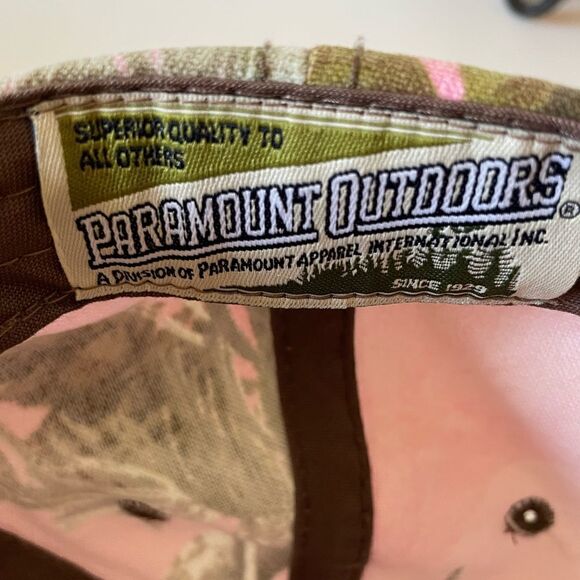 SUPERIOR QUALITY TO
ALL OTHERS
PARAMOUNT OUTDOORS®
A DIVISION OF PARAMOUNT APPAREL INTERNATIONAL INC.
SINCE 1929